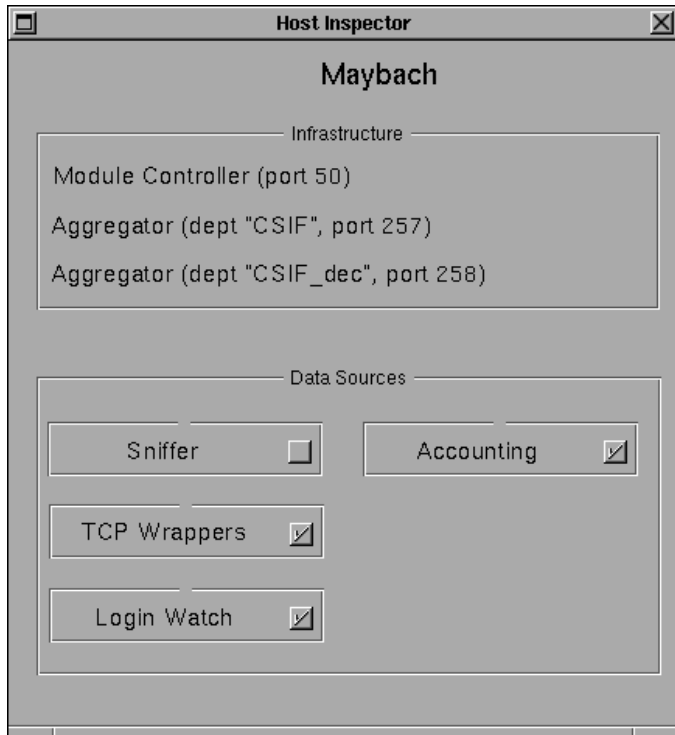 Host Inspector
Maybach
Infrastructure
Module Controller (port 50)
Aggregator (dept "CSIF", port 257)
Aggregator (dept "CSIF_dec", port 258)
Data Sources
Sniffer
Accounting
TCP Wrappers
Login Watch